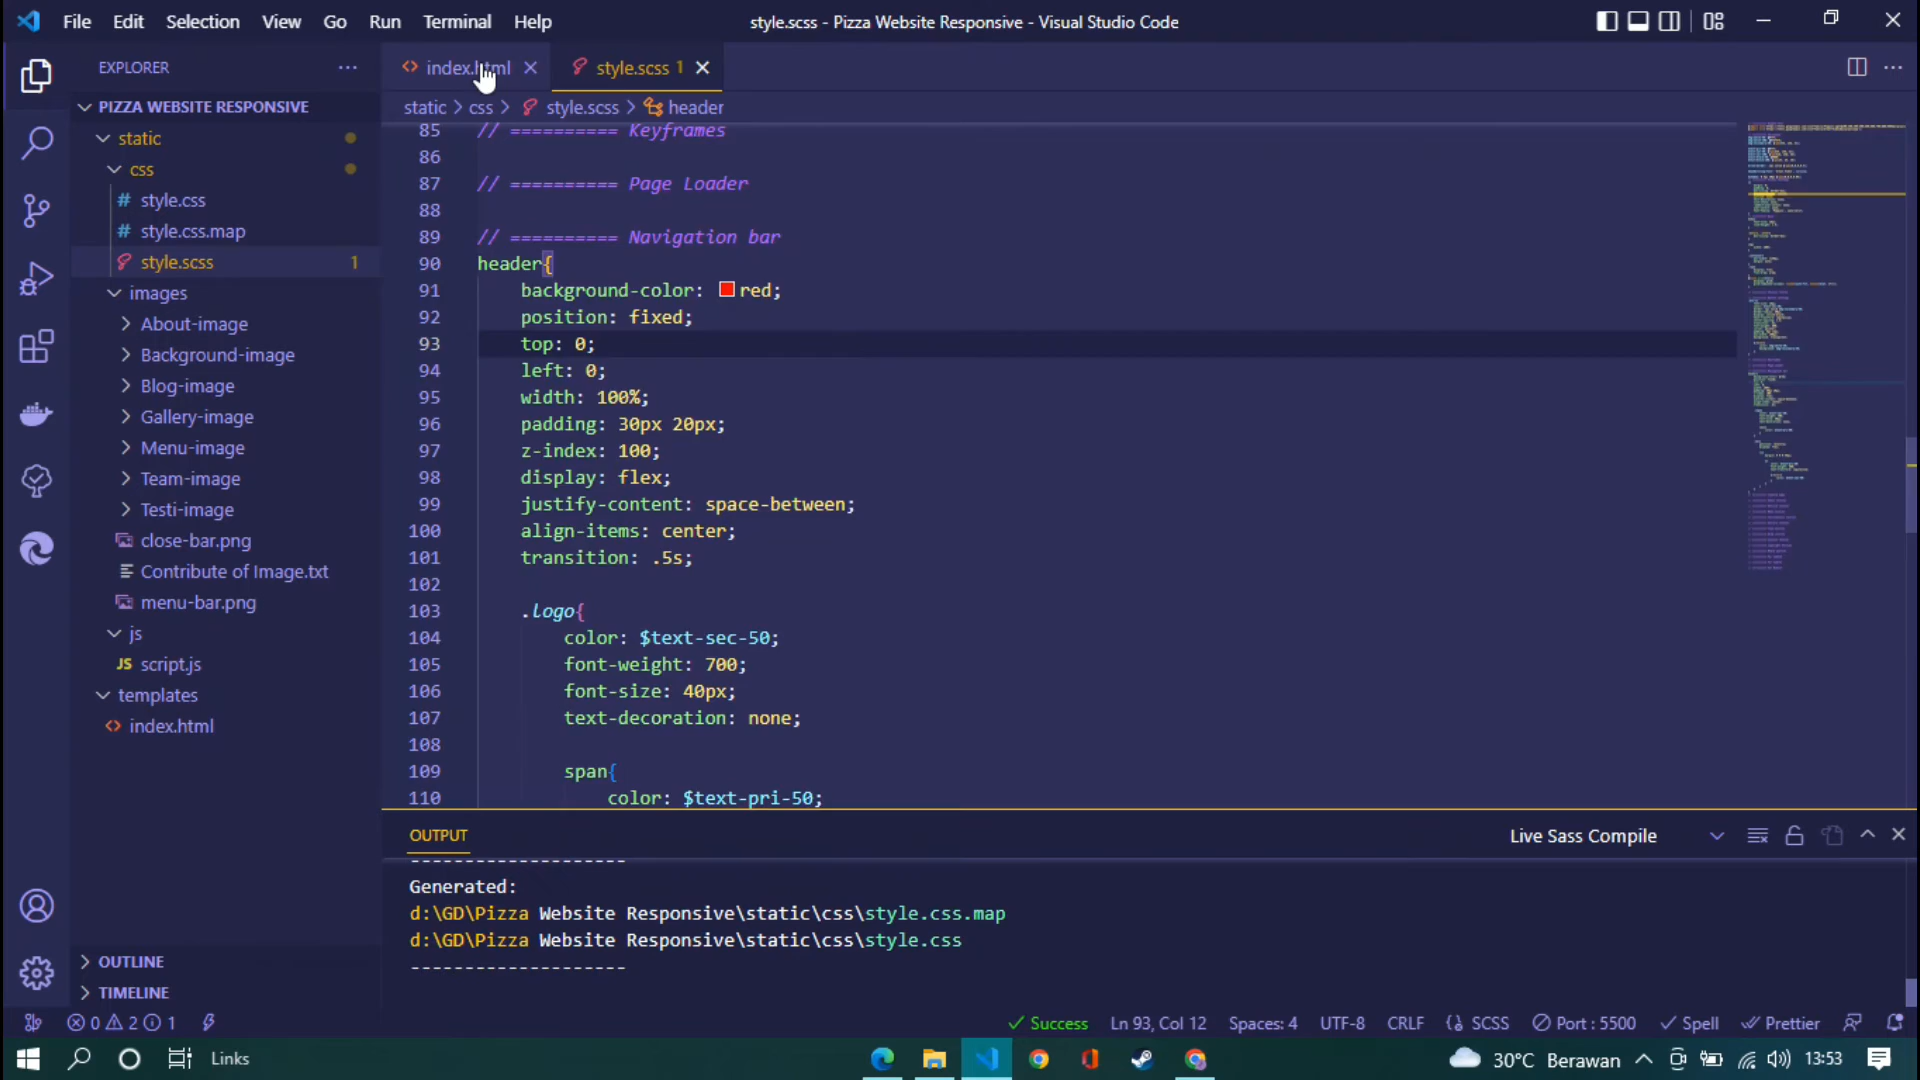 File Edit Selection View Go Run Terminal Help
style.scss - Pizza Website Responsive - Visual Studio Code
EXPLORER
PIZZA WEBSITE RESPONSIVE
static
css
style.css
style.css.map
style.scss 1
images
About-image
Background-image
Blog-image
Gallery-image
Menu-image
Team-image
Testi-image
close-bar.png
Contribute of Image.txt
menu-bar.png
js
JS script.js
templates
index.html
OUTLINE
TIMELINE
index.html
style.scss 1
static > css > style.scss > header
85 // ========== Keyframes
86
87 // ========== Page Loader
88
89 // ========== Navigation bar
90 header{
91 background-color: red;
92 position: fixed;
93 top: 0;
94 left: 0;
95 width: 100%;
96 padding: 30px 20px;
97 z-index: 100;
98 display: flex;
99 justify-content: space-between;
100 align-items: center;
101 transition: .5s;
102
103 .logo{
104 color: $text-sec-50;
105 font-weight: 700;
106 font-size: 40px;
107 text-decoration: none;
108
109 span{
110 color: $text-pri-50;
OUTPUT
Live Sass Compile
--------------------
Generated:
d:\GD\Pizza Website Responsive\static\css\style.css.map
d:\GD\Pizza Website Responsive\static\css\style.css
--------------------
0 2 1
Success Ln 93, Col 12 Spaces: 4 UTF-8 CRLF SCSS Port : 5500 Spell Prettier
Links
30°C Berawan 13:53